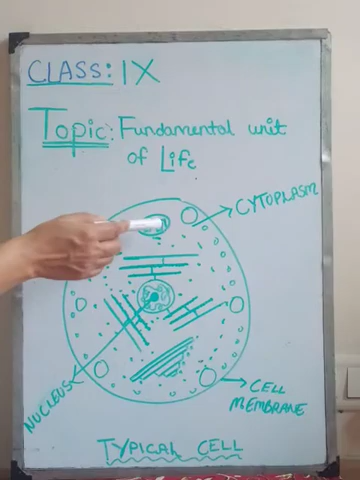 CLASS: IX
Topic: Fundamental unit
of Life
CYTOPLASM
NUCLEUS
CELL
MEMBRANE
TYPICAL CELL